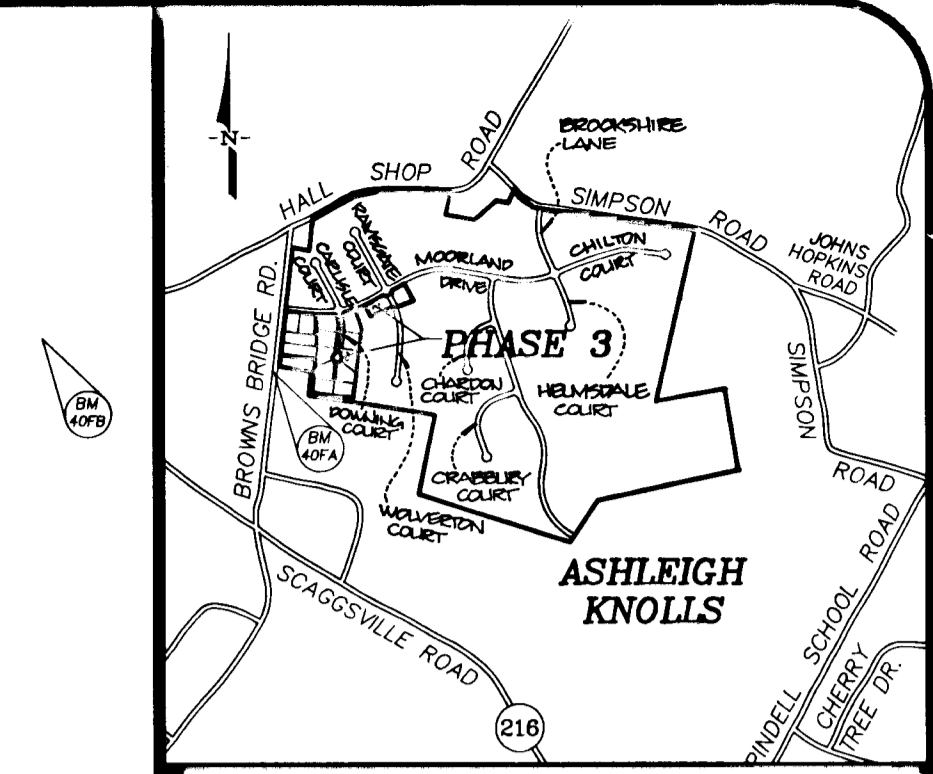 -N-
HALL SHOP ROAD
BROOKSHIRE
LANE
SIMPSON ROAD
JOHNS
HOPKINS
ROAD
RAMSGATE
COURT
CARLISLE
COURT
MOORLAND
DRIVE
CHILTON
COURT
BROWNS BRIDGE RD.
PHASE 3
SIMPSON ROAD
BM
40FB
CHARDON
COURT
HELMSDALE
COURT
DOWNING
COURT
BM
40FA
CRABBURY
COURT
WOLVERTON
COURT
ASHLEIGH
KNOLLS
SCAGGSVILLE ROAD
PINDELL SCHOOL ROAD
CHERRY
TREE DR.
216